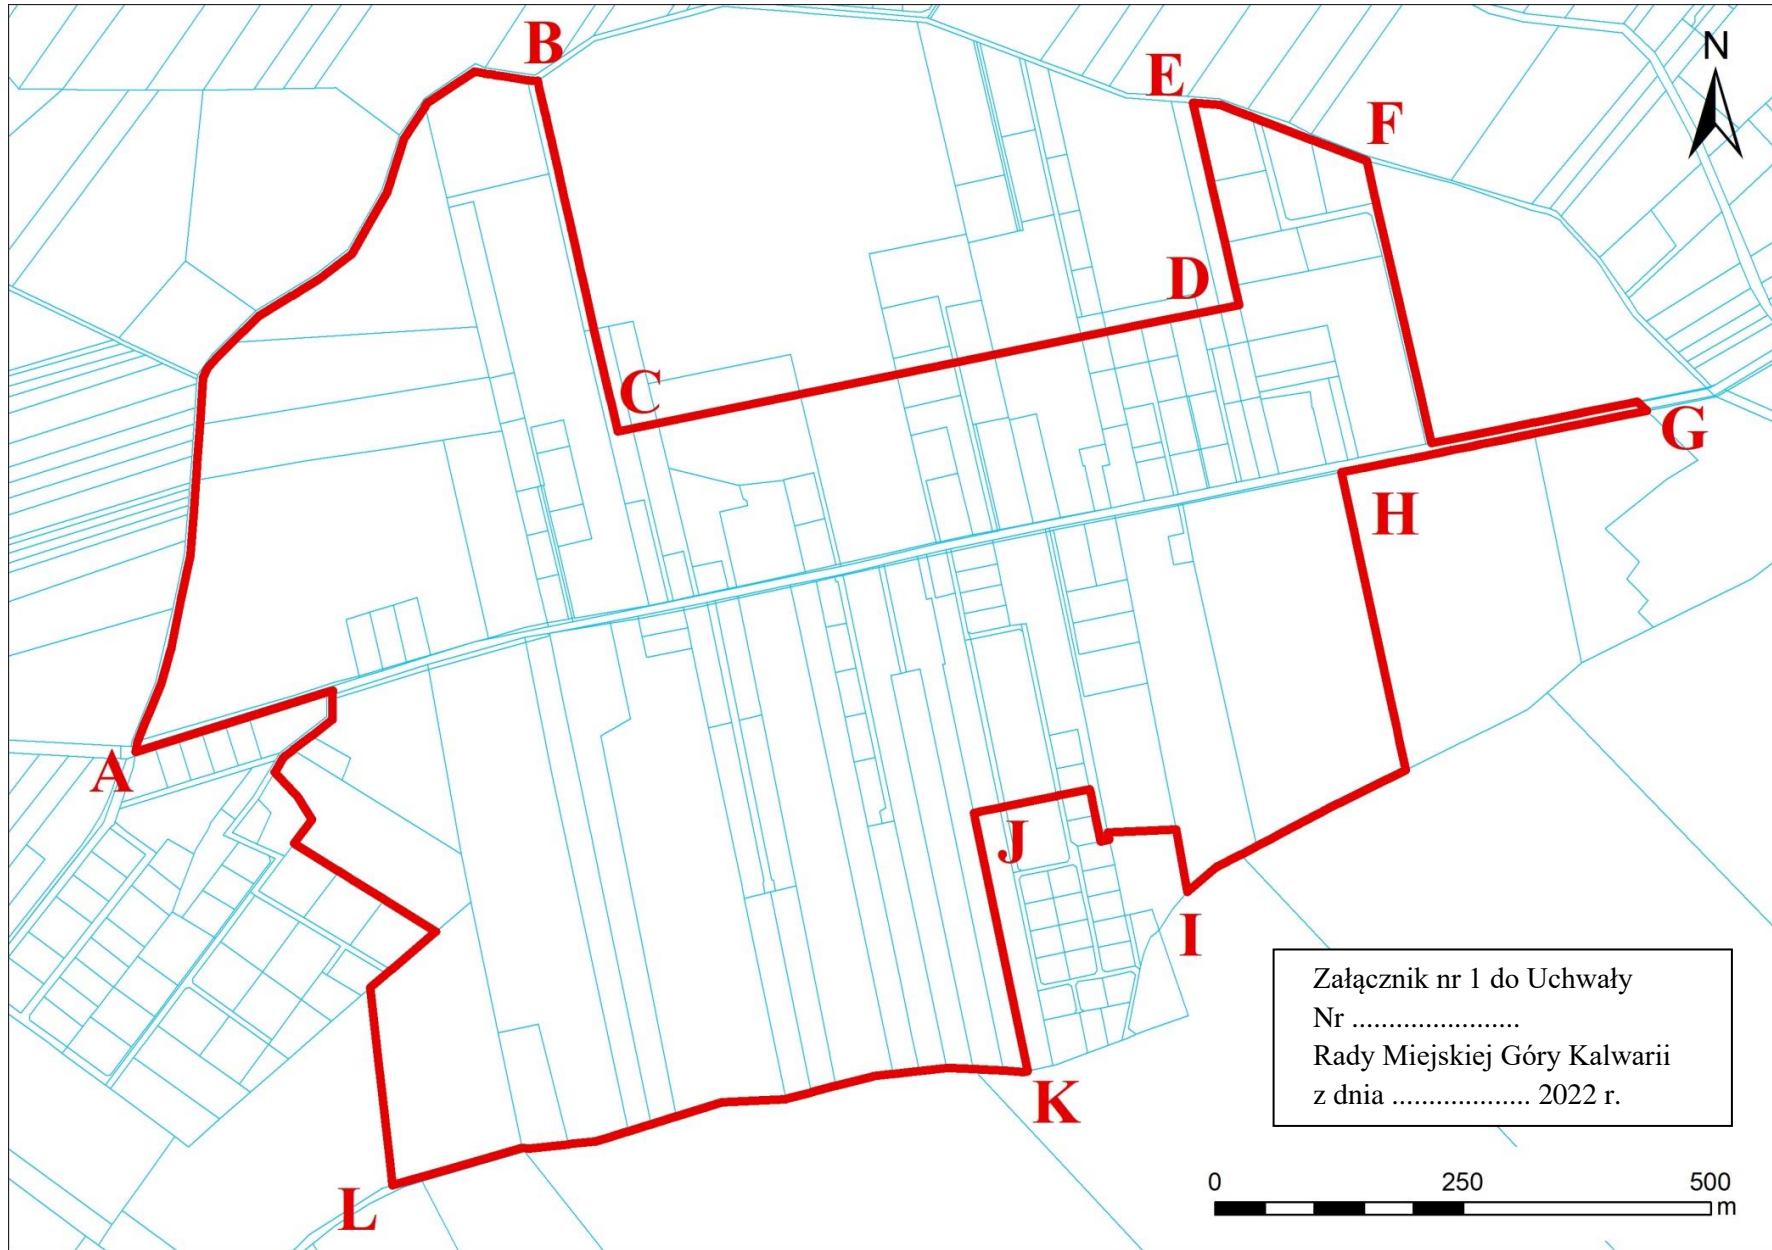 B
N
E
F
D
C
G
H
A
J
I
Załącznik nr 1 do Uchwały
Nr .......................
Rady Miejskiej Góry Kalwarii
z dnia ................... 2022 r.
K
L
0 250 500
m